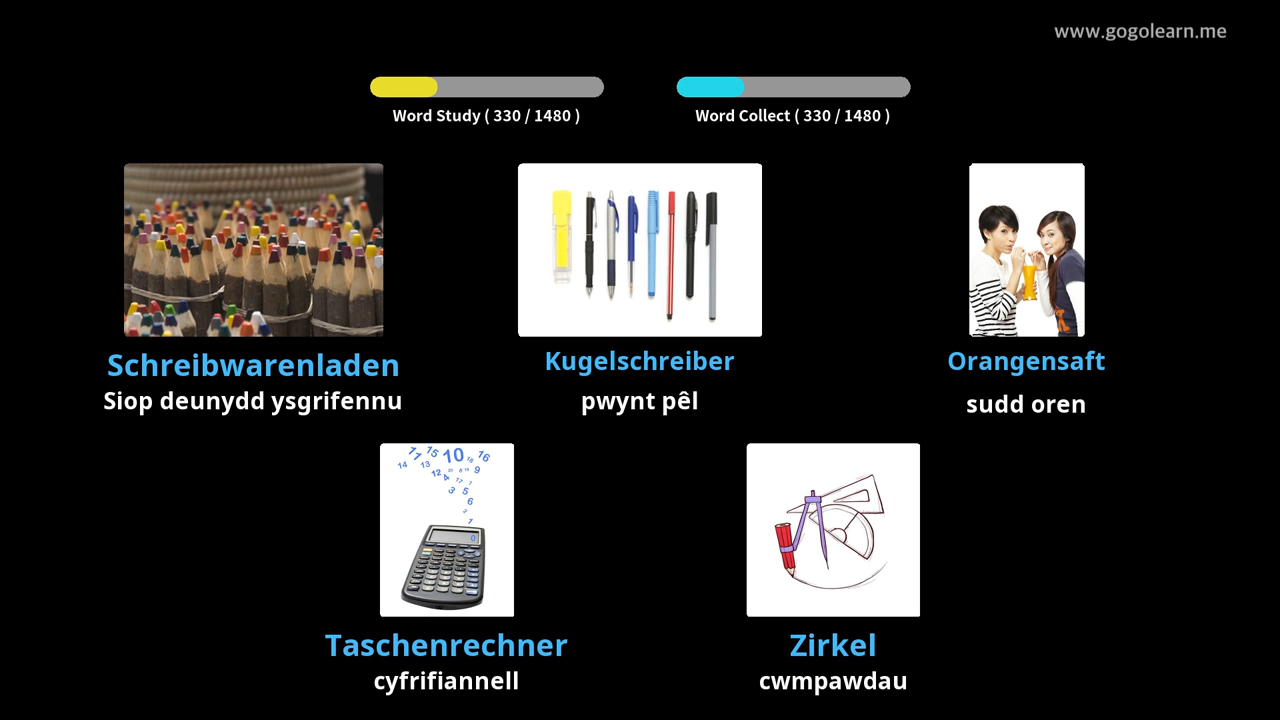 www.gogolearn.me
Word Study ( 330 / 1480 )
Word Collect ( 330 / 1480 )
Schreibwarenladen
Siop deunydd ysgrifennu
Kugelschreiber
pwynt pêl
Orangensaft
sudd oren
Taschenrechner
cyfrifiannell
Zirkel
cwmpawdau